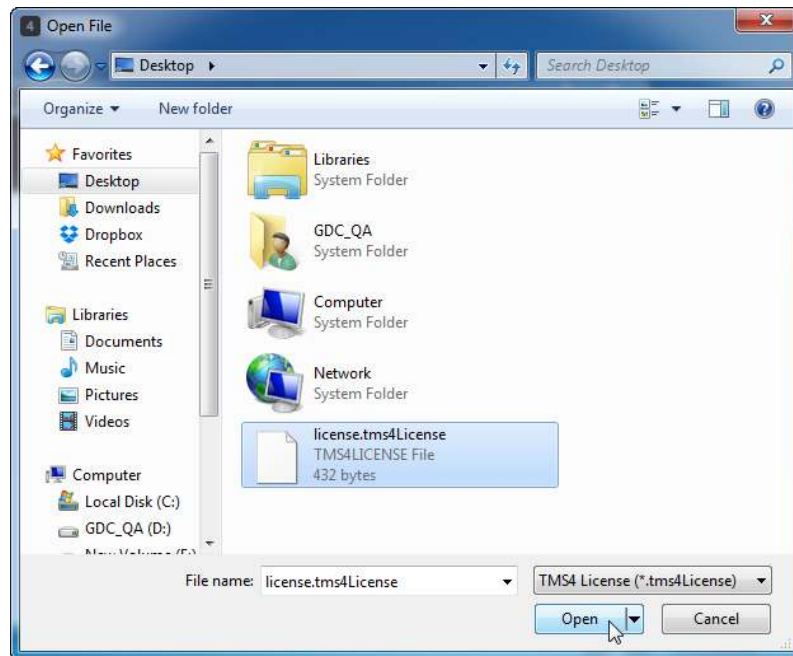 4 Open File
Desktop
Search Desktop
Organize
New folder
Favorites
Desktop
Downloads
Dropbox
Recent Places
Libraries
Documents
Music
Pictures
Videos
Computer
Local Disk (C:)
GDC_QA (D:)
Libraries
System Folder
GDC_QA
System Folder
Computer
System Folder
Network
System Folder
license.tms4License
TMS4LICENSE File
432 bytes
File name: license.tms4License
TMS4 License (*.tms4License)
Open
Cancel